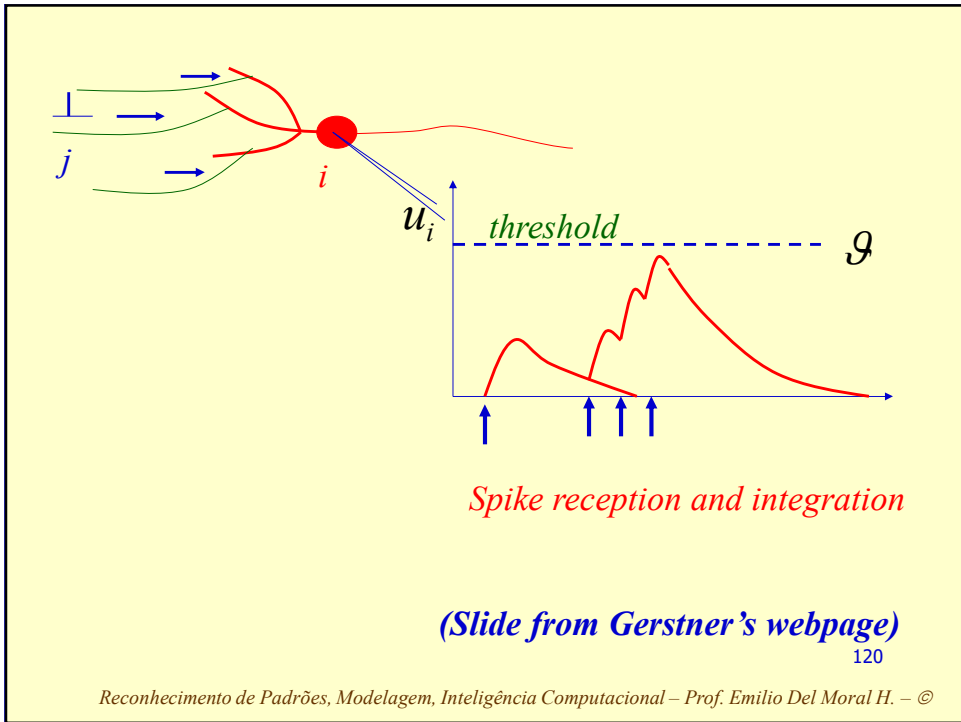 j
i
u_i
threshold
ϑ
Spike reception and integration
(Slide from Gerstner’s webpage)
120
Reconhecimento de Padrões, Modelagem, Inteligência Computacional – Prof. Emilio Del Moral H. – ©